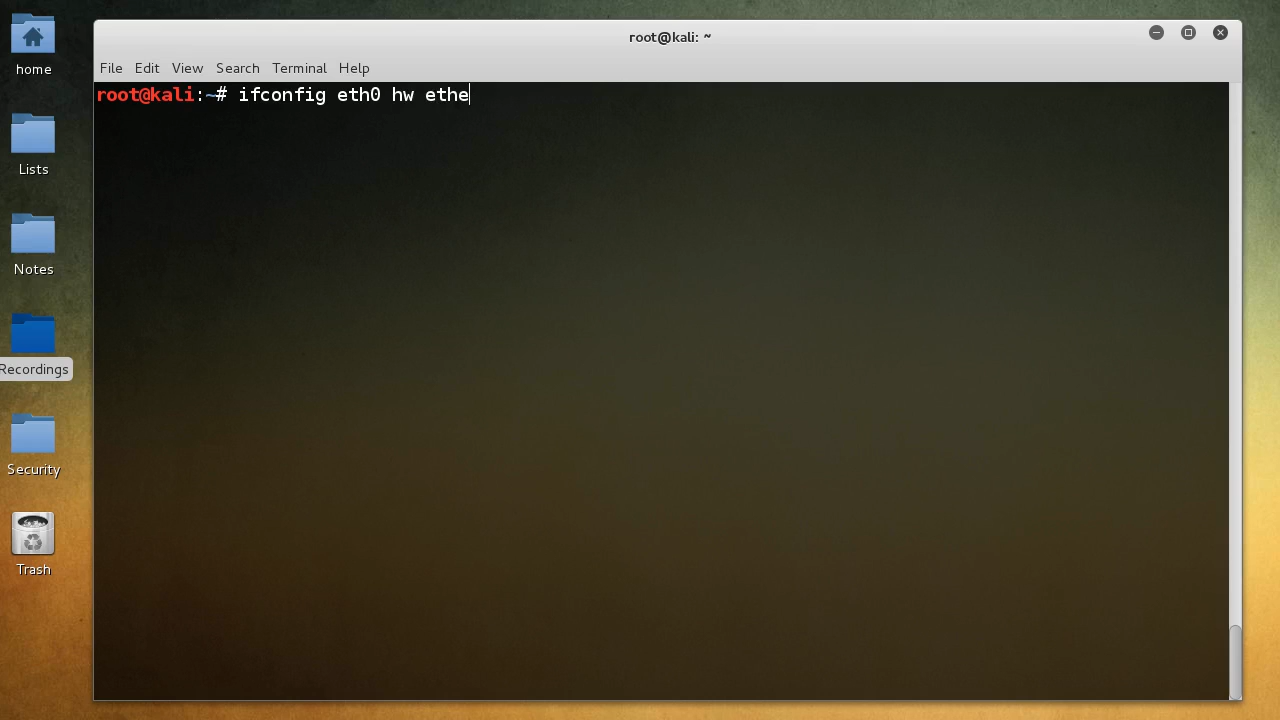 root@kali: ~
File Edit View Search Terminal Help
root@kali:~# ifconfig eth0 hw ethe
home
Lists
Notes
Recordings
Security
Trash